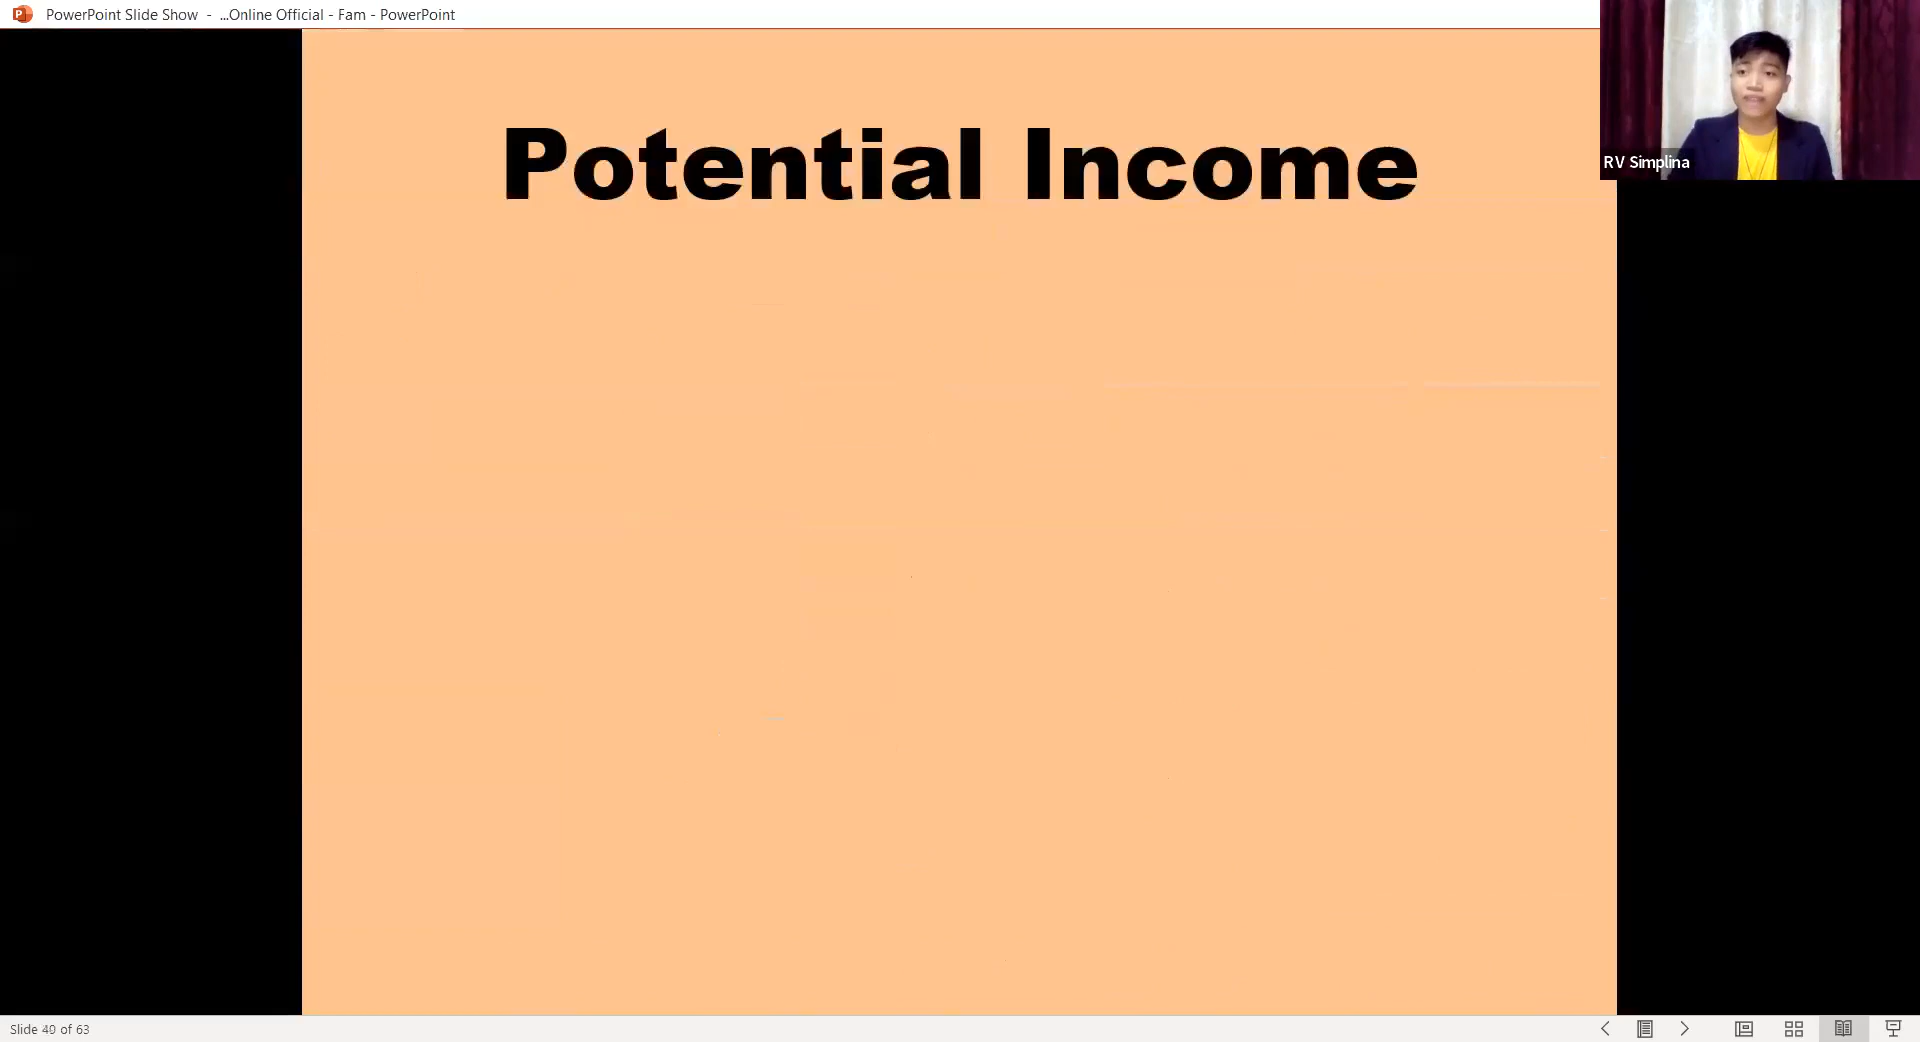 PowerPoint Slide Show - ...Online Official - Fam - PowerPoint
Potential Income
RV Simplina
Slide 40 of 63